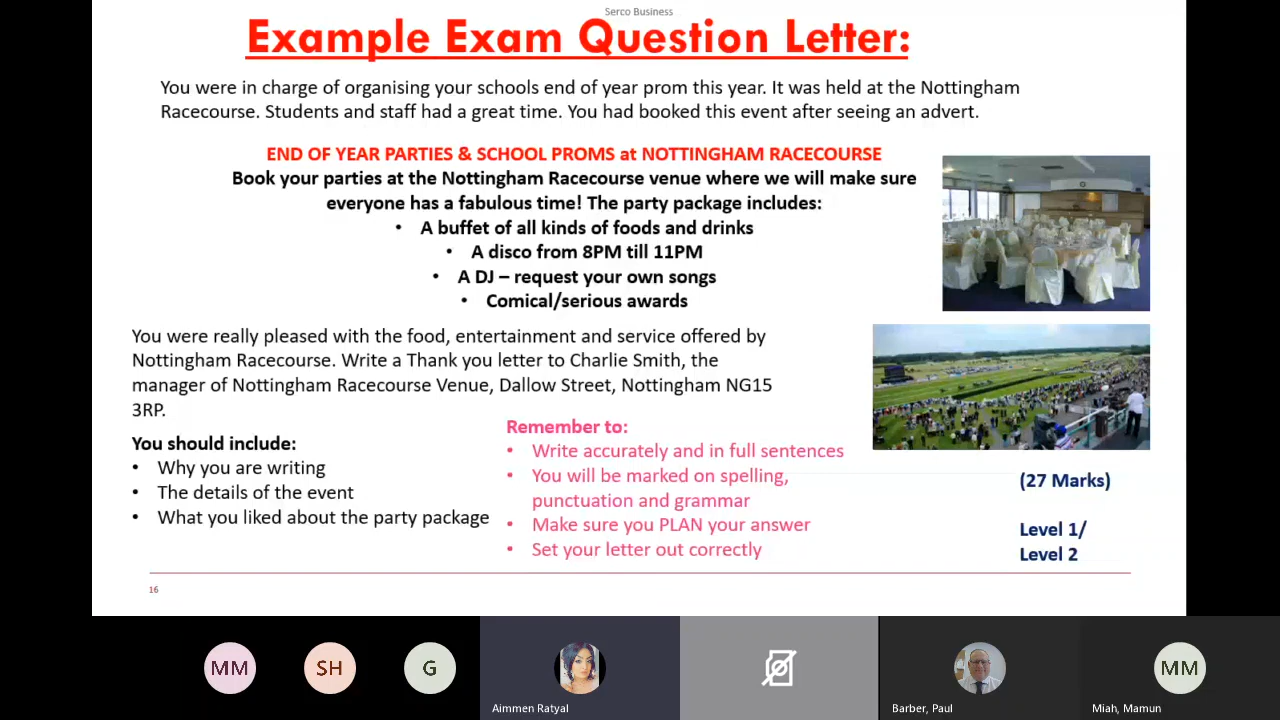 Serco Business
Example Exam Question Letter:
You were in charge of organising your schools end of year prom this year. It was held at the Nottingham
Racecourse. Students and staff had a great time. You had booked this event after seeing an advert.
END OF YEAR PARTIES & SCHOOL PROMS at NOTTINGHAM RACECOURSE
Book your parties at the Nottingham Racecourse venue where we will make sure
everyone has a fabulous time! The party package includes:
• A buffet of all kinds of foods and drinks
• A disco from 8PM till 11PM
• A DJ – request your own songs
• Comical/serious awards
You were really pleased with the food, entertainment and service offered by
Nottingham Racecourse. Write a Thank you letter to Charlie Smith, the
manager of Nottingham Racecourse Venue, Dallow Street, Nottingham NG15
3RP.
You should include:
• Why you are writing
• The details of the event
• What you liked about the party package
Remember to:
• Write accurately and in full sentences
• You will be marked on spelling,
punctuation and grammar
• Make sure you PLAN your answer
• Set your letter out correctly
(27 Marks)
Level 1/
Level 2
16
MM
SH
G
Aimmen Ratyal
Barber, Paul
MM
Miah, Mamun